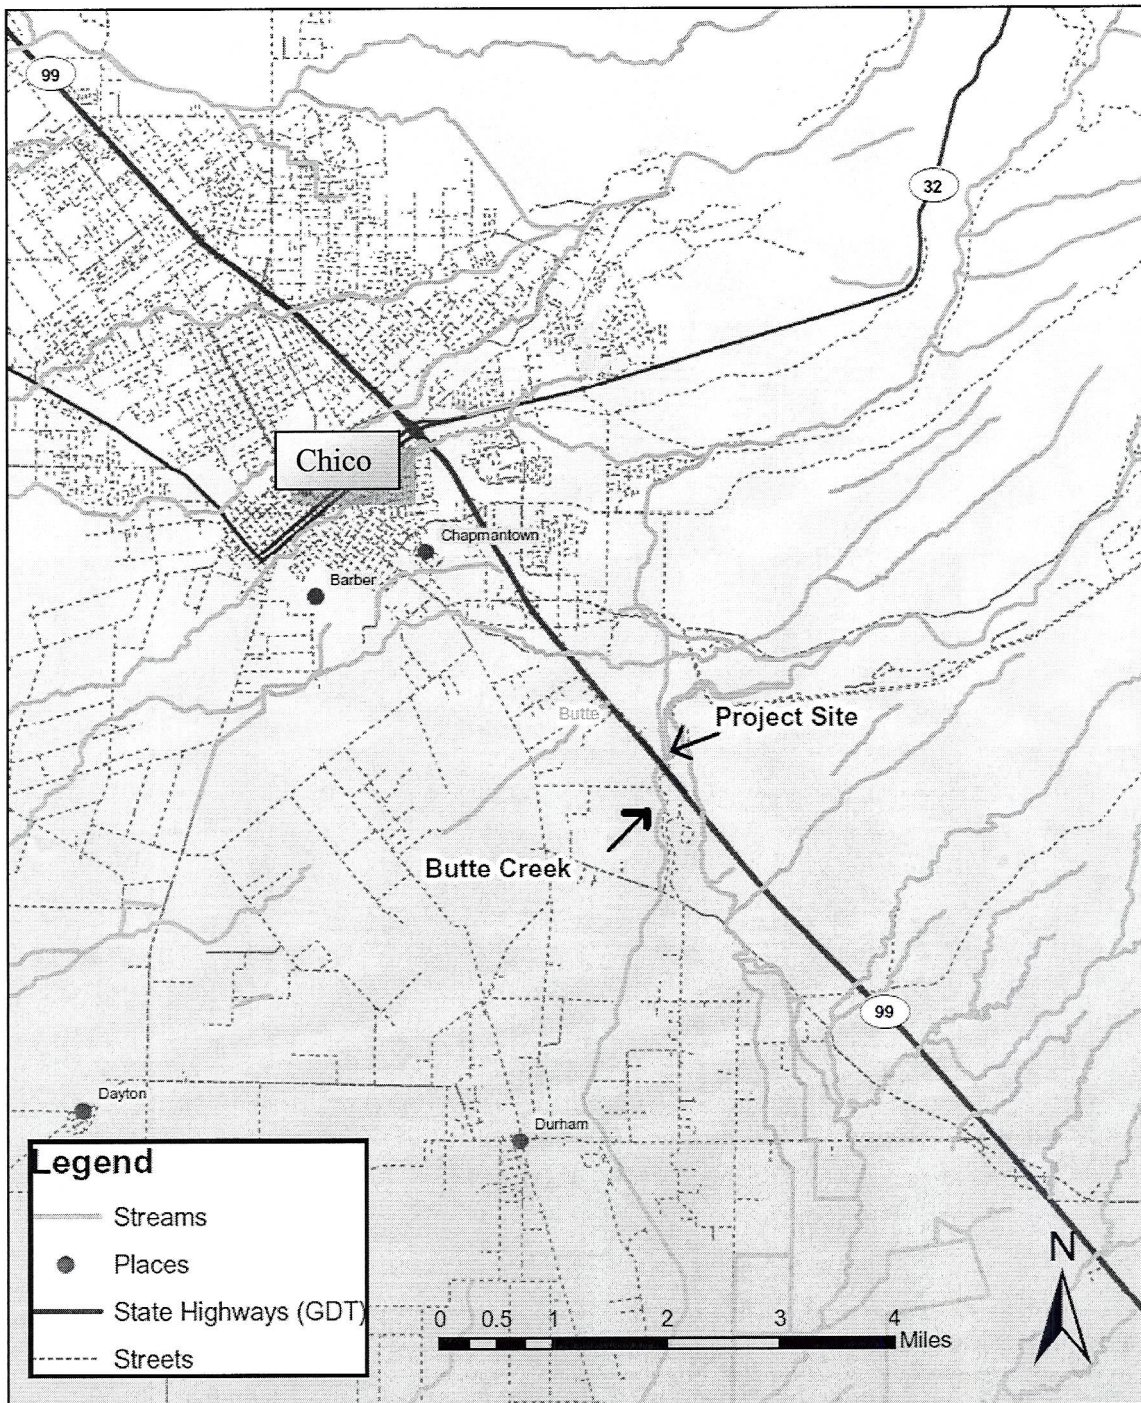 99
32
Chico
Chapmantown
Barber
Butte
Project Site
Butte Creek
99
Dayton
Durham
Legend
Streams
Places
State Highways (GDT)
Streets
N
0 0.5 1 2 3 4
Miles